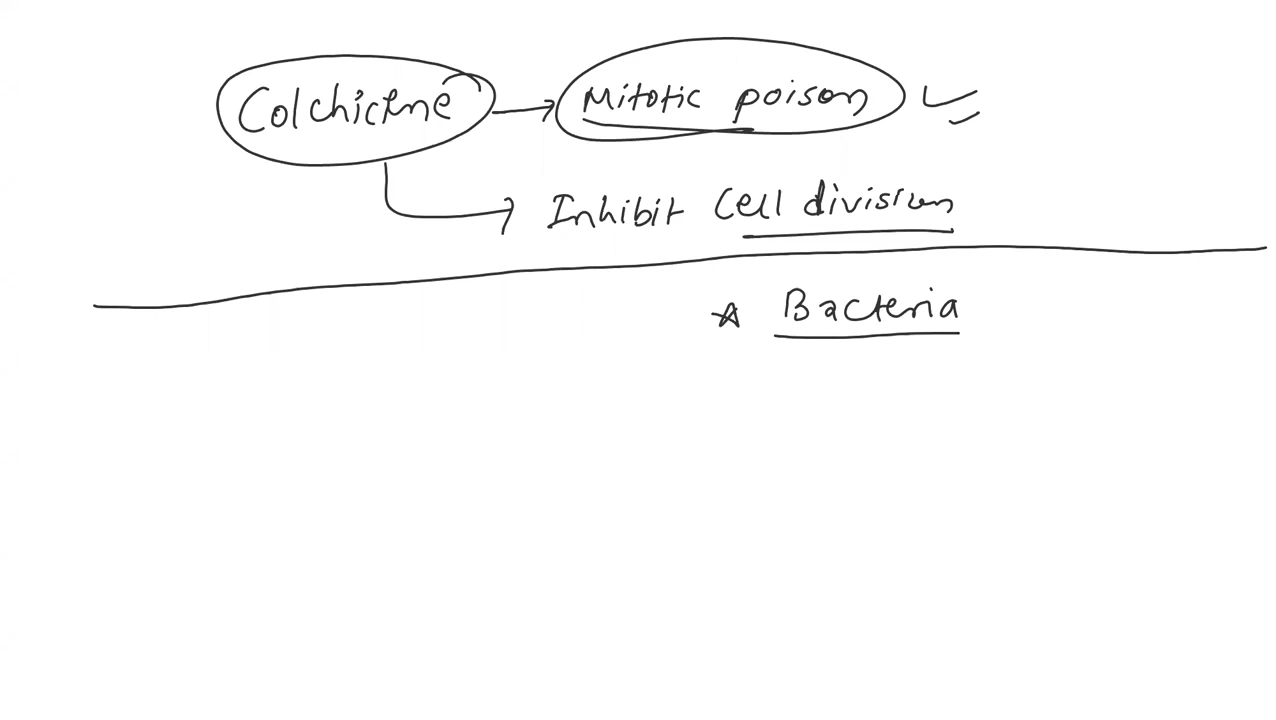 Colchicine → Mitotic poison ✓
→ Inhibit cell division
☆ Bacteria